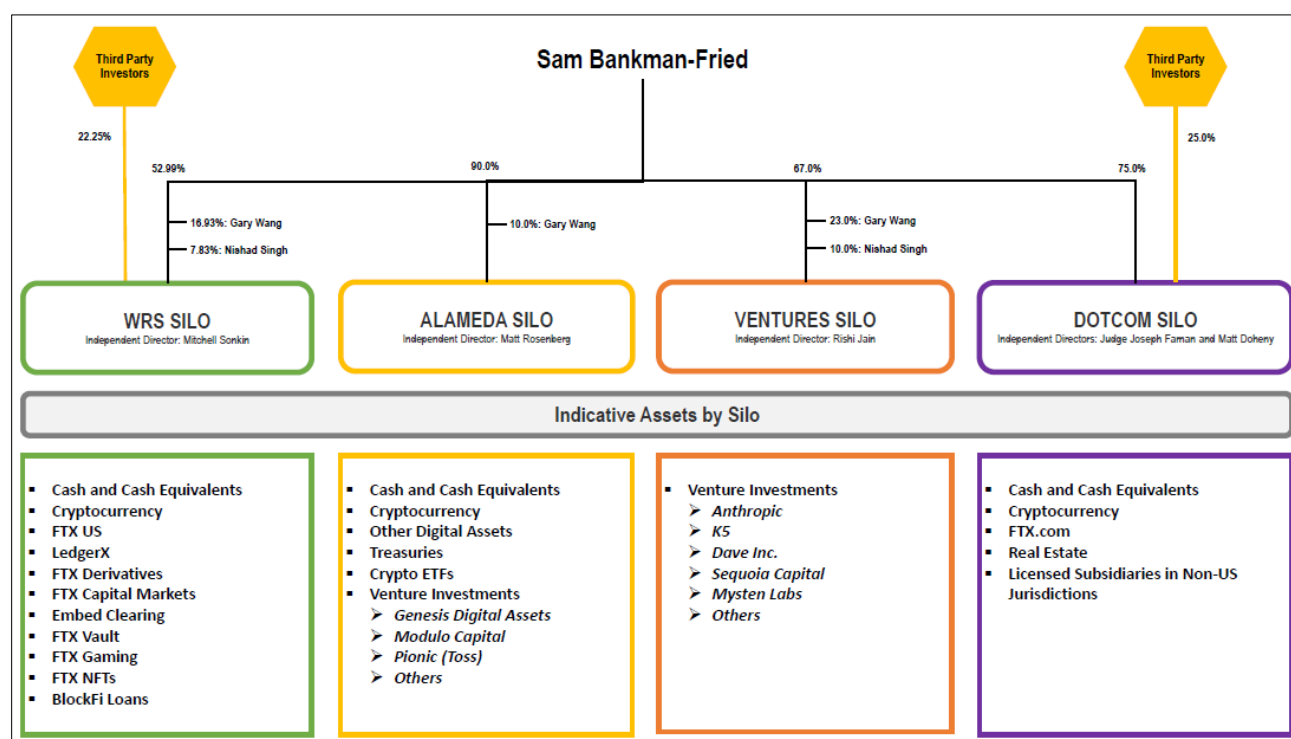 Third Party
Investors
Sam Bankman-Fried
Third Party
Investors
22.25%
25.0%
52.99%
90.0%
67.0%
75.0%
16.93%: Gary Wang
7.83%: Nishad Singh
10.0%: Gary Wang
23.0%: Gary Wang
10.0%: Nishad Singh
WRS SILO
Independent Director: Mitchell Sonkin
ALAMEDA SILO
Independent Director: Matt Rosenberg
VENTURES SILO
Independent Director: Rishi Jain
DOTCOM SILO
Independent Directors: Judge Joseph Farnan and Matt Doheny
Indicative Assets by Silo
▪ Cash and Cash Equivalents
▪ Cryptocurrency
▪ FTX US
▪ LedgerX
▪ FTX Derivatives
▪ FTX Capital Markets
▪ Embed Clearing
▪ FTX Vault
▪ FTX Gaming
▪ FTX NFTs
▪ BlockFi Loans
▪ Cash and Cash Equivalents
▪ Cryptocurrency
▪ Other Digital Assets
▪ Treasuries
▪ Crypto ETFs
▪ Venture Investments
➢ Genesis Digital Assets
➢ Modulo Capital
➢ Pionic (Toss)
➢ Others
▪ Venture Investments
➢ Anthropic
➢ K5
➢ Dave Inc.
➢ Sequoia Capital
➢ Mysten Labs
➢ Others
▪ Cash and Cash Equivalents
▪ Cryptocurrency
▪ FTX.com
▪ Real Estate
▪ Licensed Subsidiaries in Non-US
Jurisdictions